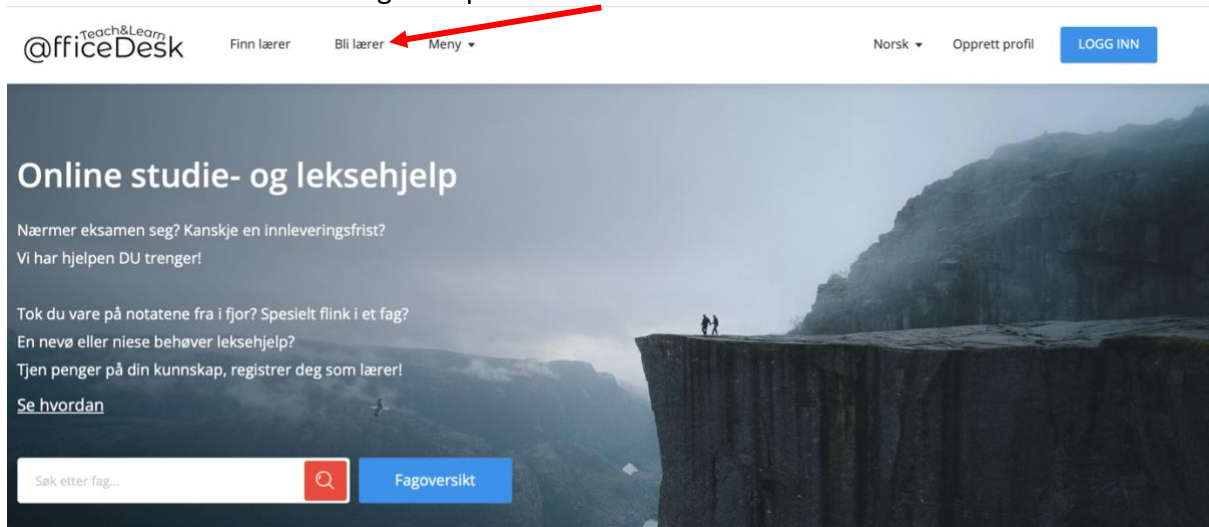 Teach&Learn
@fficeDesk
Finn lærer
Bli lærer
Meny
Norsk
Opprett profil
LOGG INN
Online studie- og leksehjelp
Nærmer eksamen seg? Kanskje en innleveringsfrist?
Vi har hjelpen DU trenger!
Tok du vare på notatene fra i fjor? Spesielt flink i et fag?
En nevø eller niese behøver leksehjelp?
Tjen penger på din kunnskap, registrer deg som lærer!
Se hvordan
Søk etter fag...
Fagoversikt